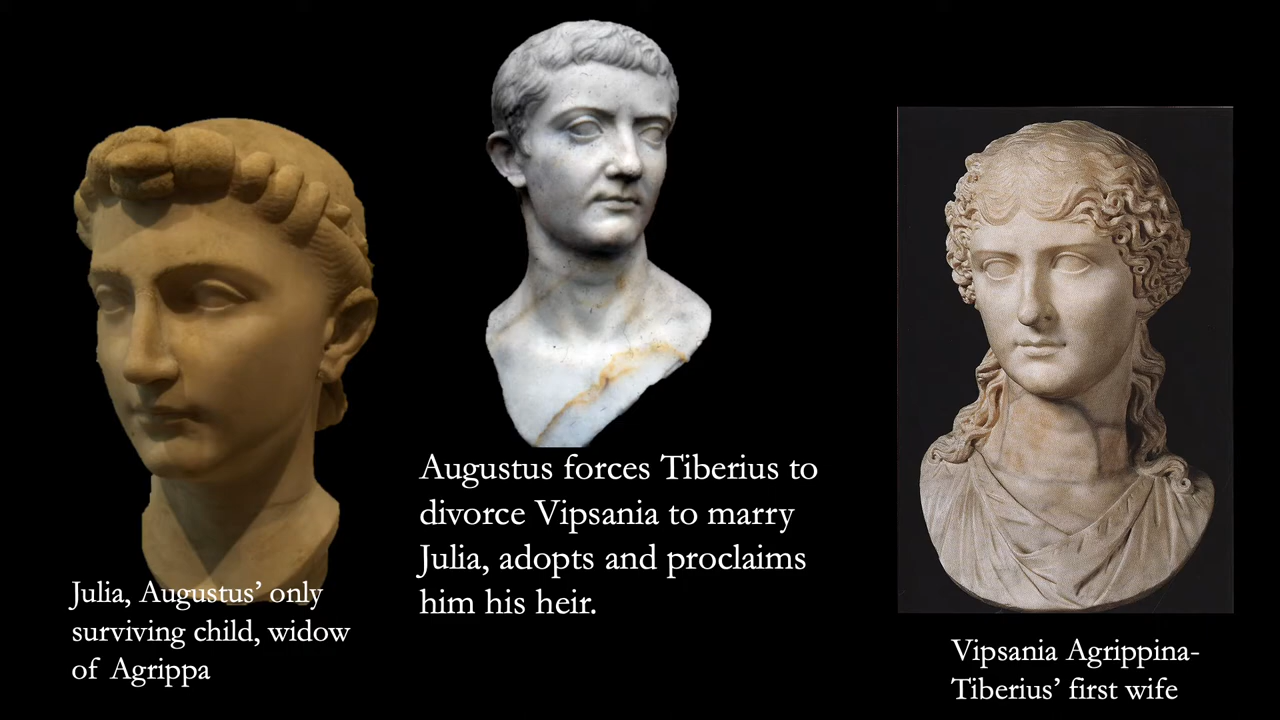 Julia, Augustus’ only
surviving child, widow
of Agrippa
Augustus forces Tiberius to
divorce Vipsania to marry
Julia, adopts and proclaims
him his heir.
Vipsania Agrippina-
Tiberius’ first wife